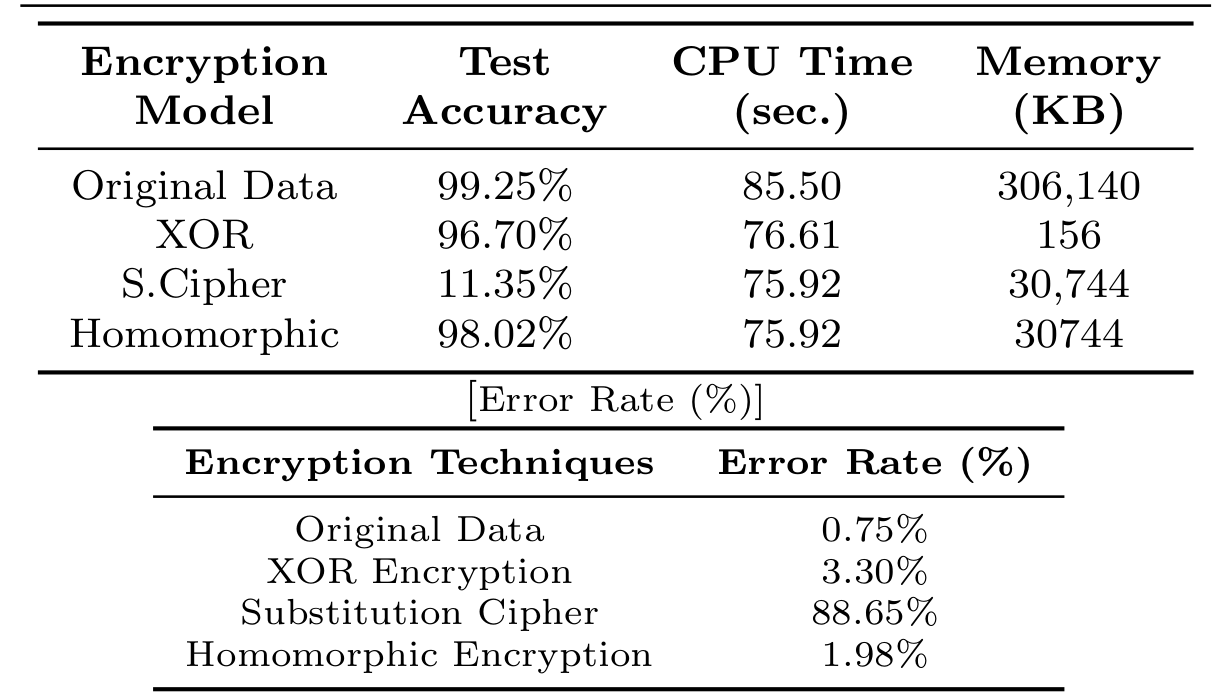 Encryption Test CPU Time Memory
Model Accuracy (sec.) (KB)
Original Data 99.25% 85.50 306,140
XOR 96.70% 76.61 156
S.Cipher 11.35% 75.92 30,744
Homomorphic 98.02% 75.92 30744
[Error Rate (%)]
Encryption Techniques Error Rate (%)
Original Data 0.75%
XOR Encryption 3.30%
Substitution Cipher 88.65%
Homomorphic Encryption 1.98%